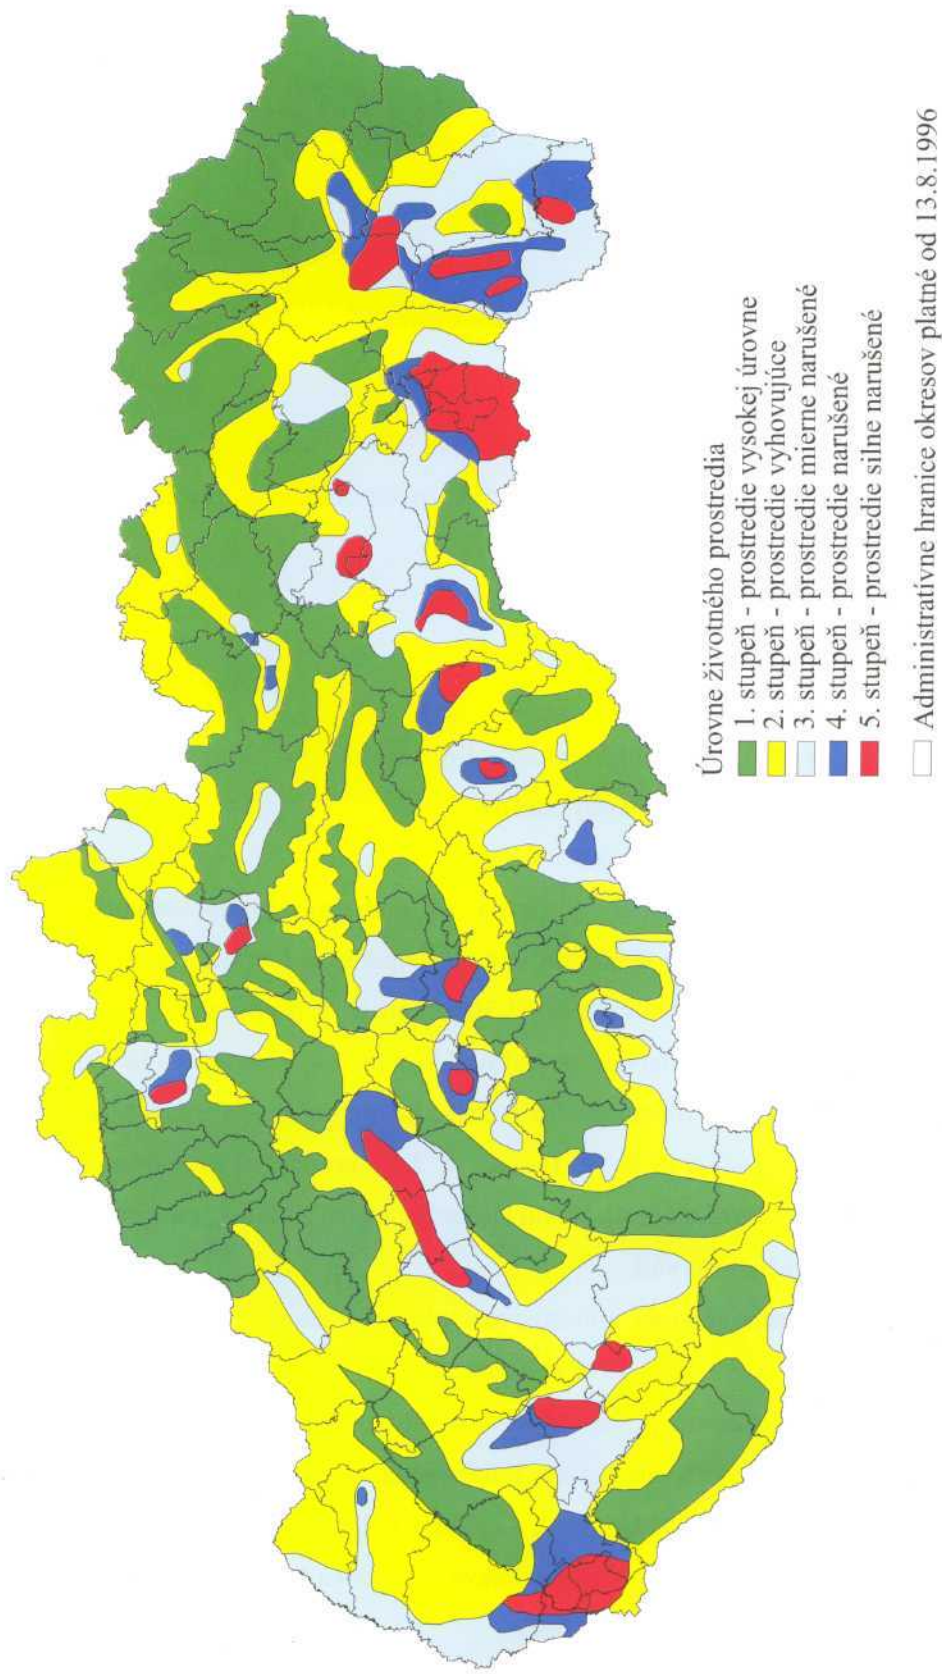 Úrovne životného prostredia
1. stupeň - prostredie vysokej úrovne
2. stupeň - prostredie vyhovujúce
3. stupeň - prostredie mierne narušené
4. stupeň - prostredie narušené
5. stupeň - prostredie silne narušené
Administratívne hranice okresov platné od 13.8.1996